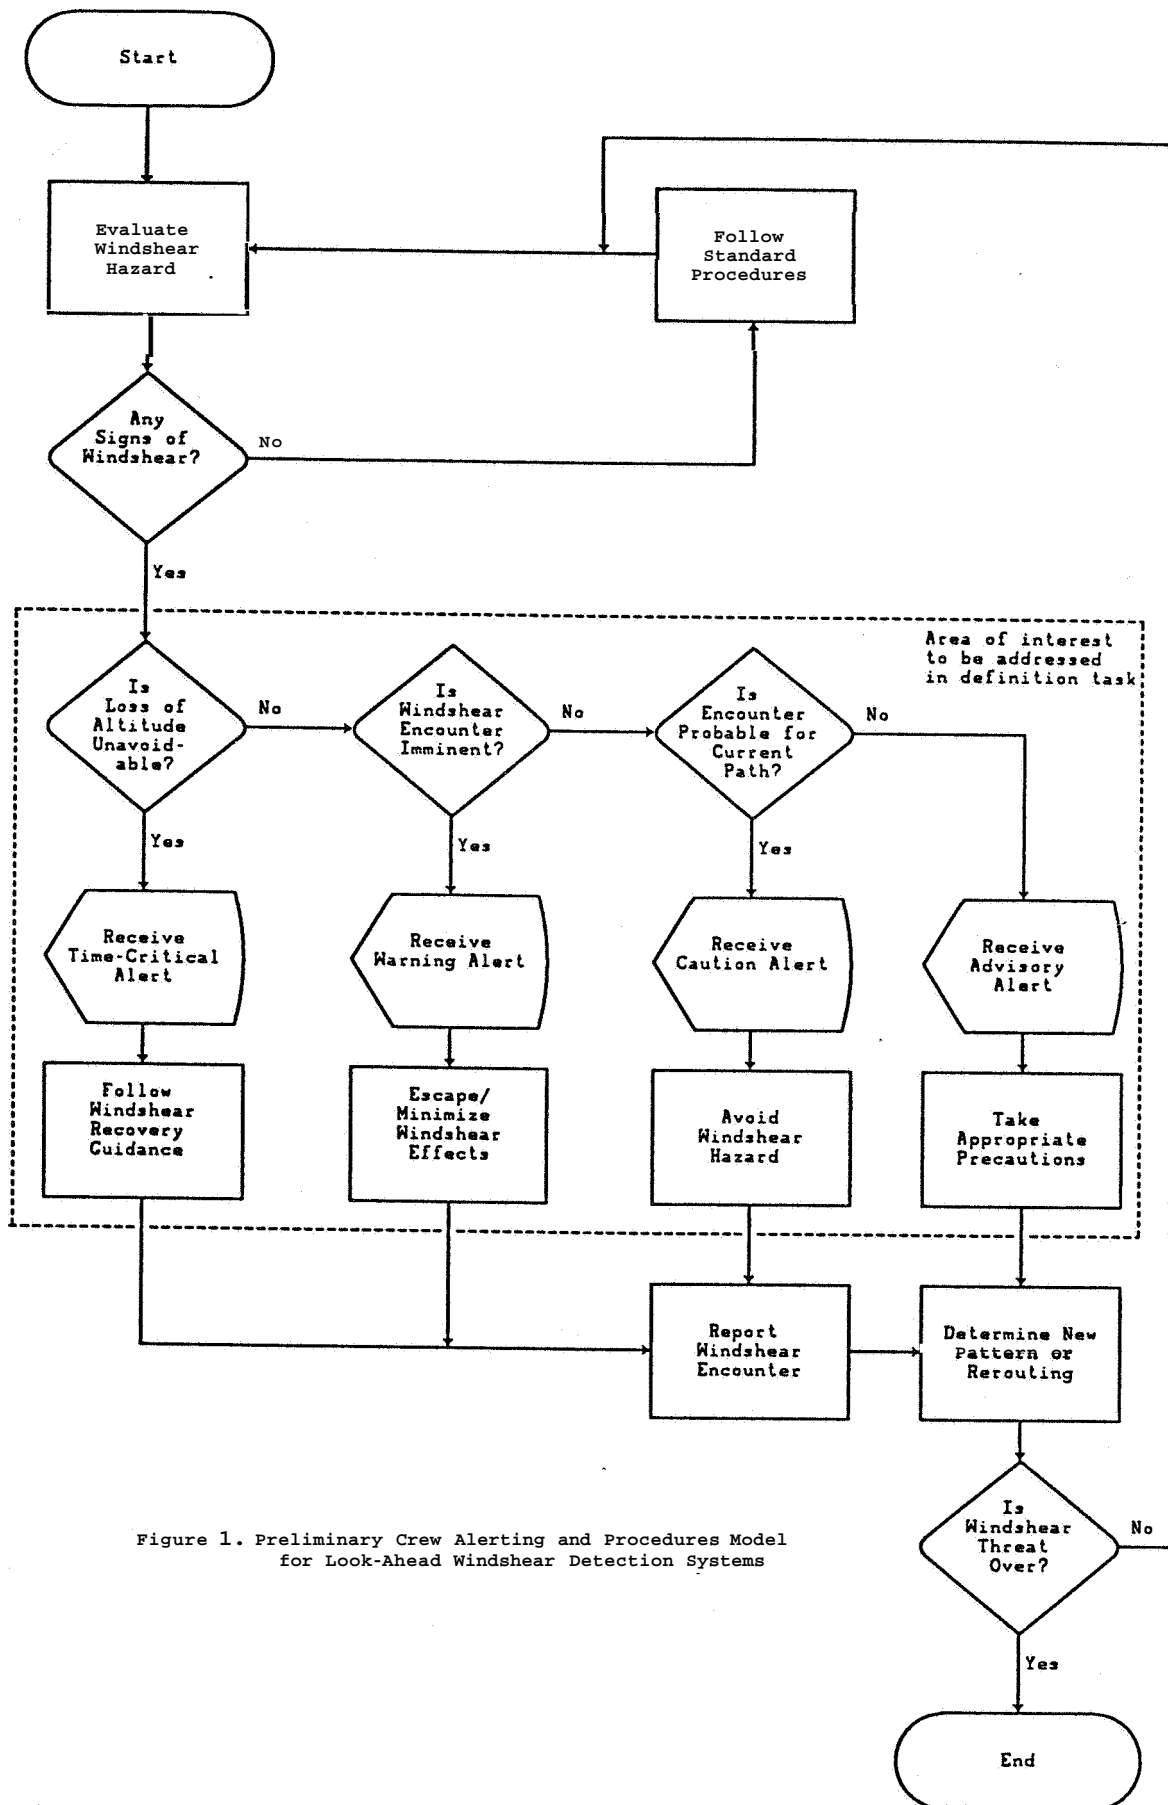 Start
Evaluate
Windshear
Hazard
Follow
Standard
Procedures
Any
Signs of
Windshear?
No
Yes
Area of interest
to be addressed
in definition task
Is
Loss of
Altitude
Unavoid-
able?
No
Is
Windshear
Encounter
Imminent?
No
Is
Encounter
Probable for
Current
Path?
No
Yes
Yes
Yes
Receive
Time-Critical
Alert
Receive
Warning Alert
Receive
Caution Alert
Receive
Advisory
Alert
Follow
Windshear
Recovery
Guidance
Escape/
Minimize
Windshear
Effects
Avoid
Windshear
Hazard
Take
Appropriate
Precautions
Report
Windshear
Encounter
Determine New
Pattern or
Rerouting
Is
Windshear
Threat
Over?
No
Yes
End
Figure 1. Preliminary Crew Alerting and Procedures Model
for Look-Ahead Windshear Detection Systems